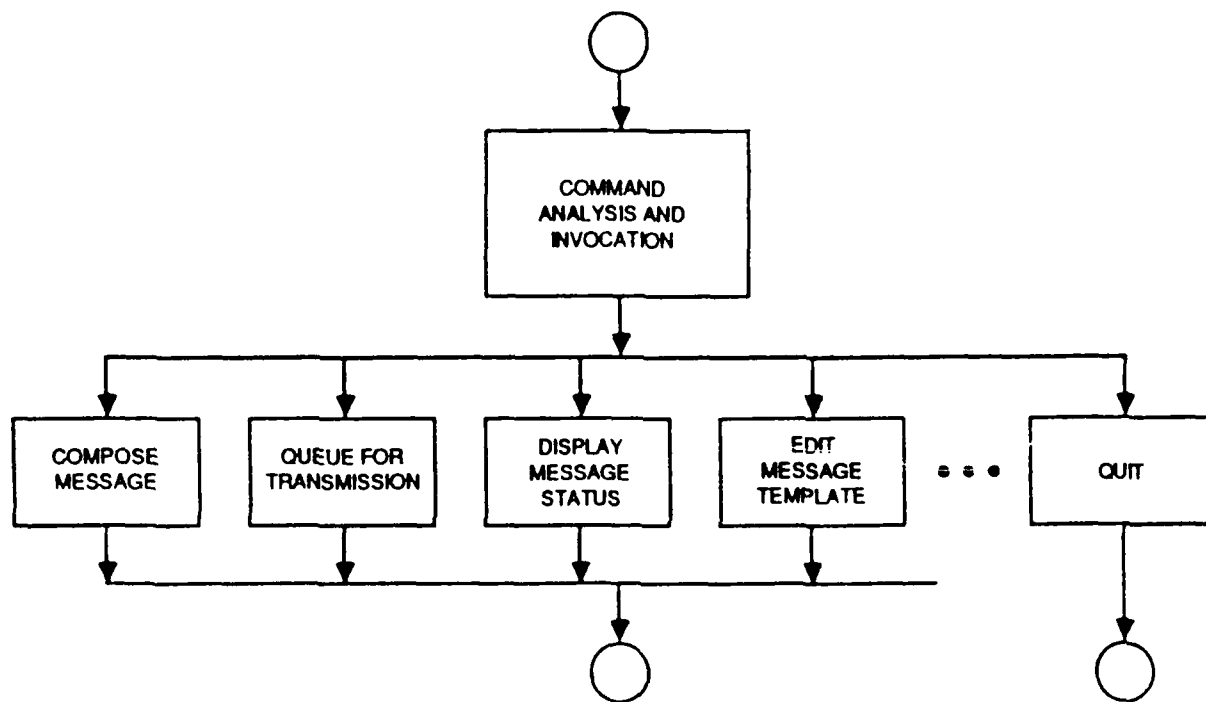 COMMAND
ANALYSIS AND
INVOCATION
COMPOSE
MESSAGE
QUEUE FOR
TRANSMISSION
DISPLAY
MESSAGE
STATUS
EDIT
MESSAGE
TEMPLATE
QUIT